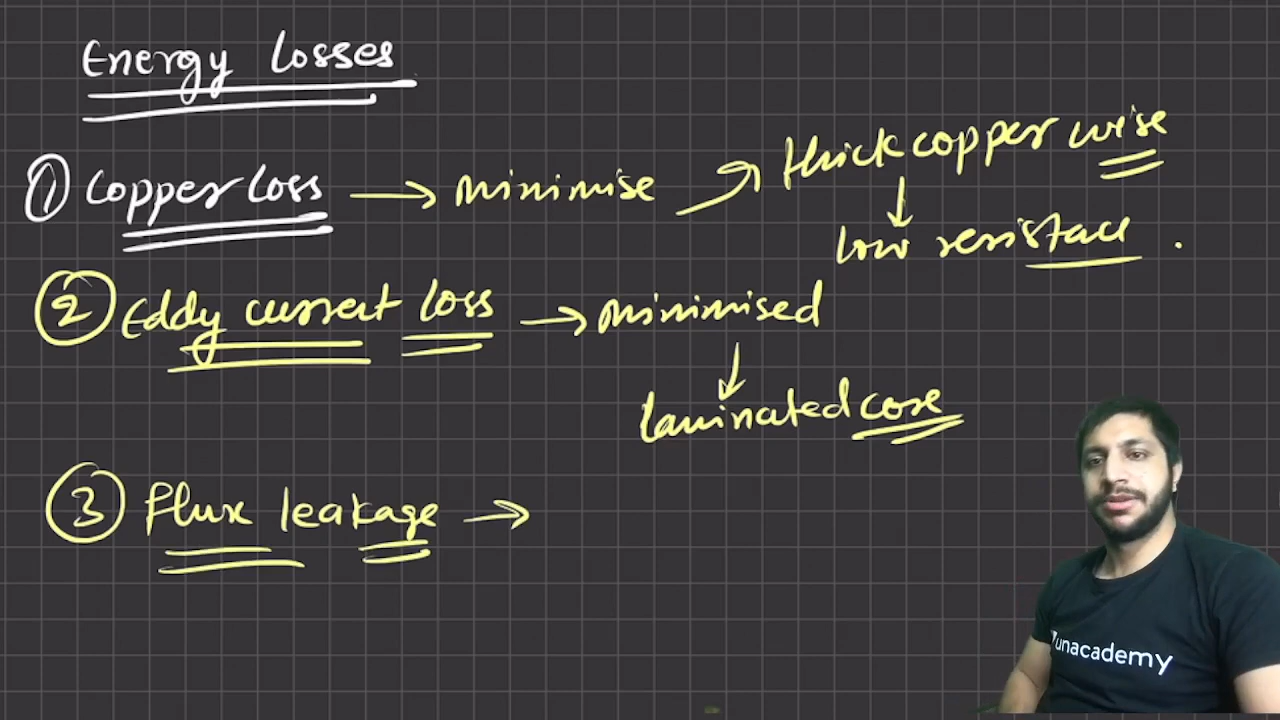 Energy Losses
① Copper Loss → minimise → thick copper wire
↓
low resistace .
② Eddy current loss → minimised
↓
laminated core
③ Flux leakage →
unacademy